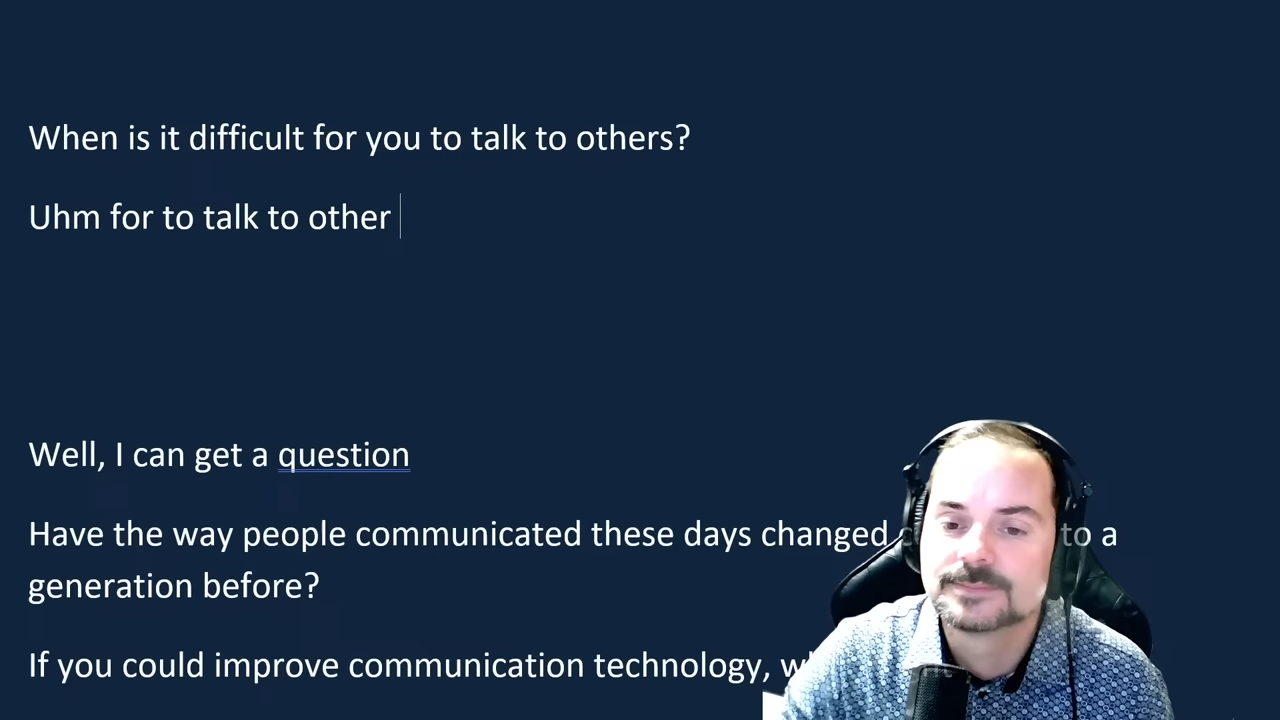 When is it difficult for you to talk to others?
Uhm for to talk to other
Well, I can get a question
Have the way people communicated these days changed to a
generation before?
If you could improve communication technology,